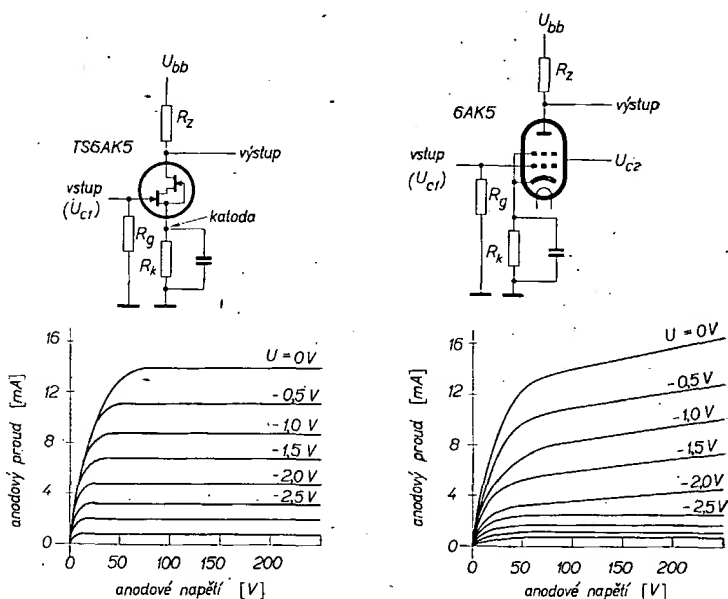 U_bb
R_z
TS6AK5
výstup
vstup
(U_c1)
katoda
R_g
R_k
U_bb
R_z
6AK5
výstup
vstup
(U_c1)
U_c2
R_g
R_k
anodový proud [mA]
16
12
8
4
0
U = 0V
-0,5 V
-1,0 V
-1,5 V
-2,0 V
-2,5 V
0
50
100
150
200
anodové napětí [V]
anodový proud [mA]
16
12
8
4
0
U = 0V
-0,5 V
-1,0 V
-1,5 V
-2,0 V
-2,5 V
0
50
100
150
200
anodové napětí [V]